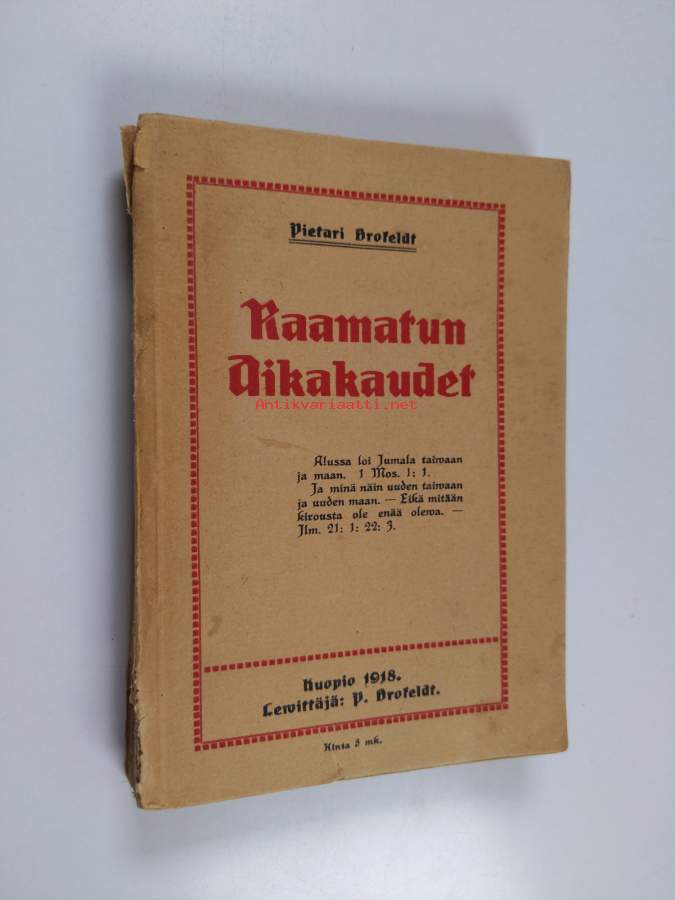 Pietari Brofeldt
Raamatun
Aikakaudet
Antikvariaatti.net
Alussa loi Jumala taiwaan
ja maan. 1 Mos. 1: 1.
Ja minä näin uuden taiwaan
ja uuden maan. — Eikä mitään
kirousta ole enää olewa. —
Ilm. 21: 1: 22: 3.
Kuopio 1918.
Lewittäjä: P. Brofeldt.
Hinta 5 mk.